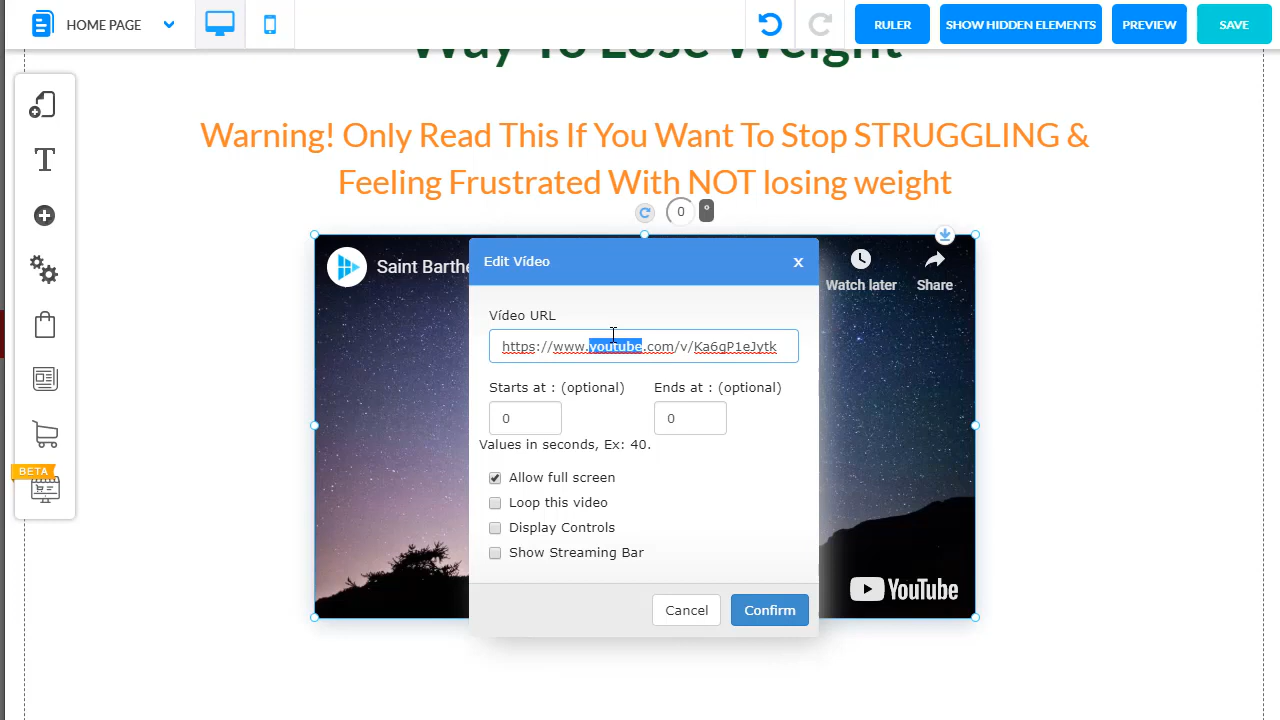 HOME PAGE
RULER
SHOW HIDDEN ELEMENTS
PREVIEW
SAVE
Way To Lose Weight
Warning! Only Read This If You Want To Stop STRUGGLING &
Feeling Frustrated With NOT losing weight
0
Saint Barthe
Watch later
Share
Edit Vídeo
X
Vídeo URL
https://www.youtube.com/v/Ka6gP1eJytk
Starts at : (optional)
Ends at : (optional)
0
0
Values in seconds, Ex: 40.
Allow full screen
Loop this video
Display Controls
Show Streaming Bar
BETA
Cancel
Confirm
YouTube